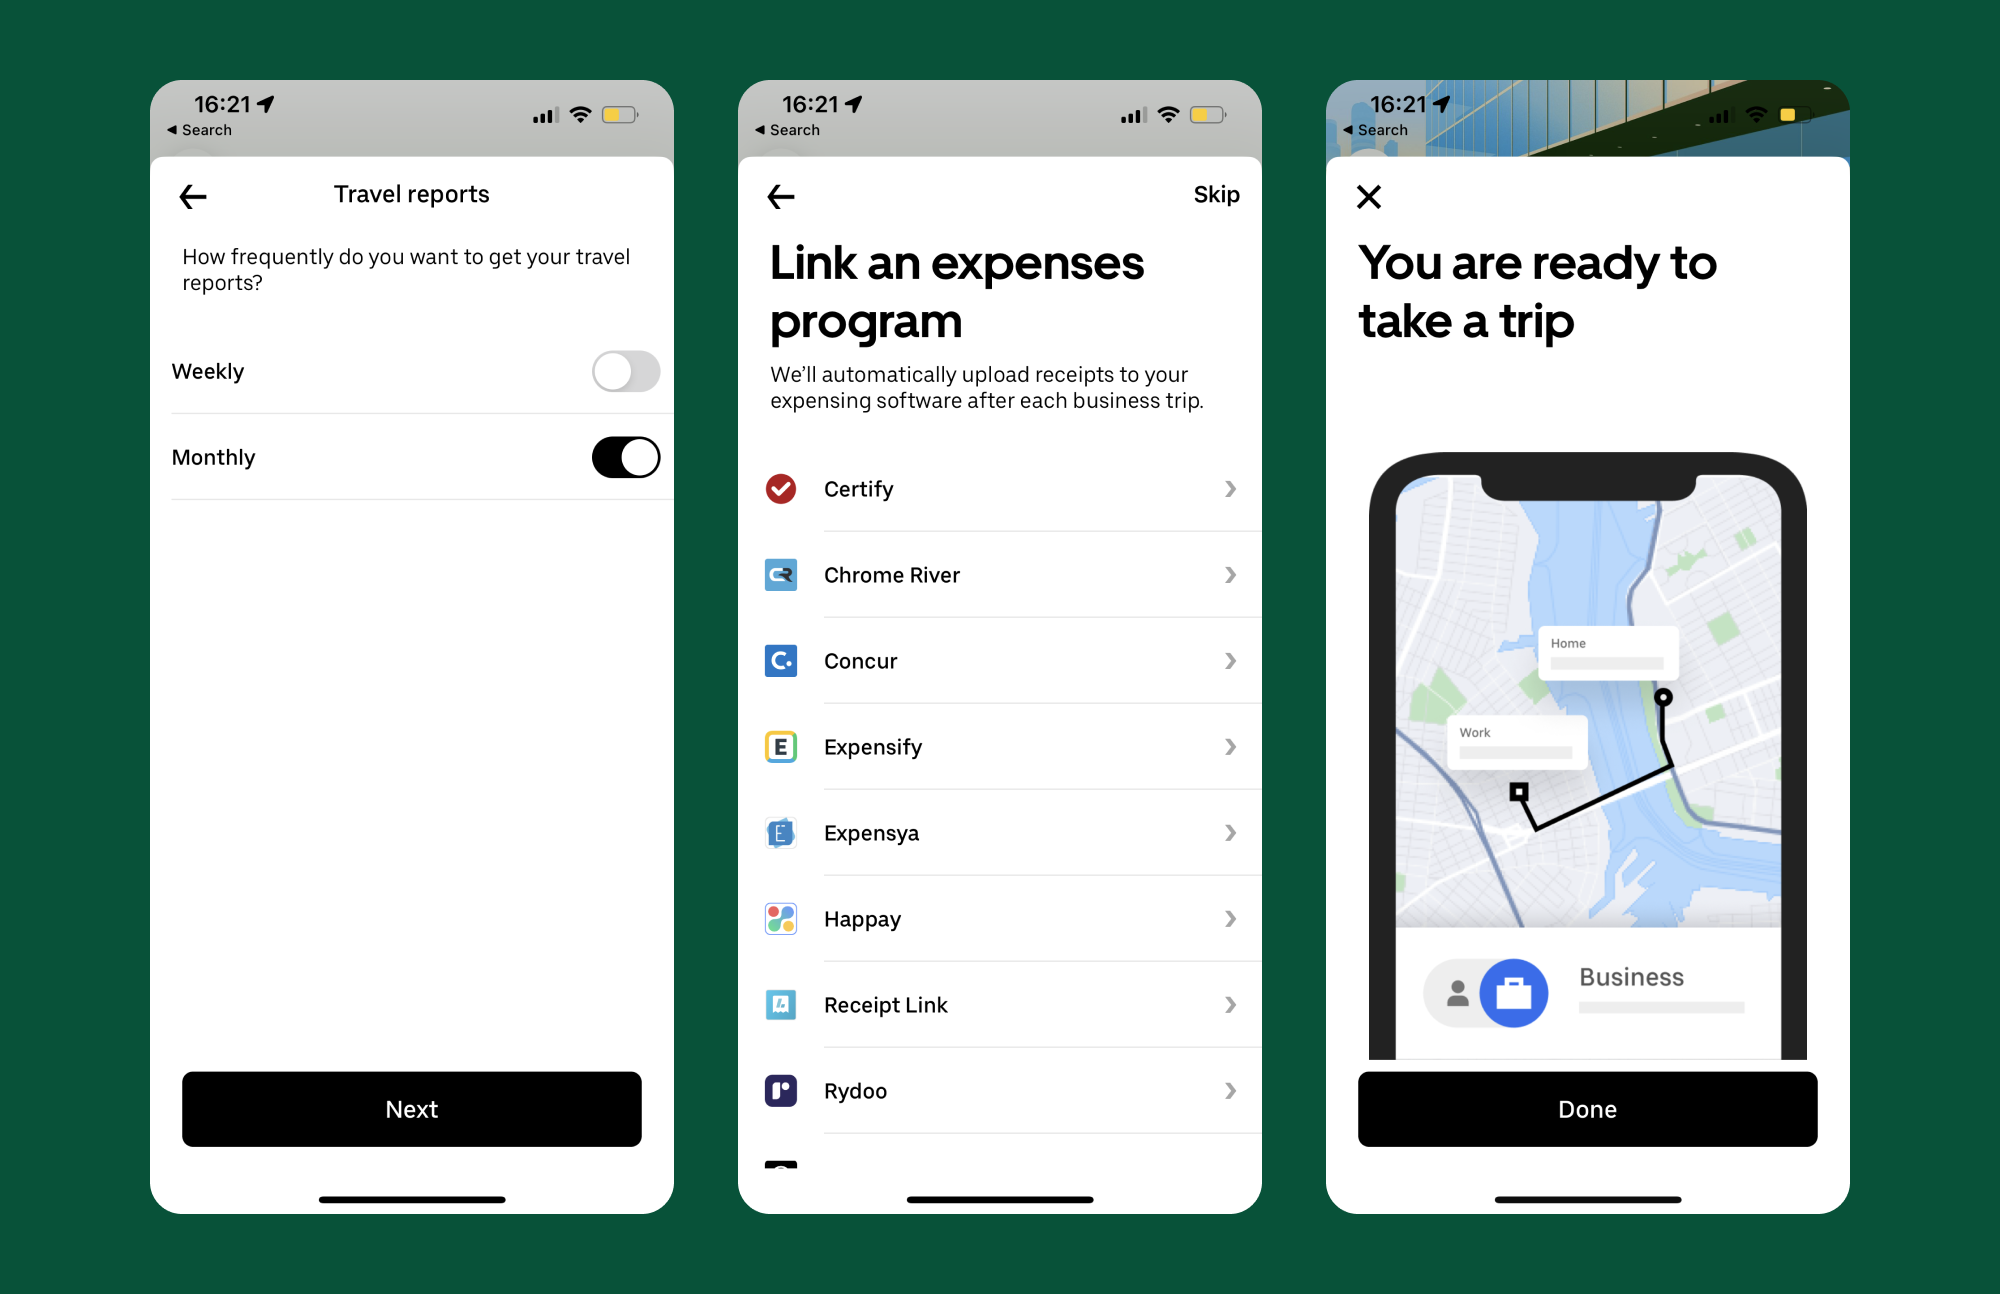 16:21
Search
Travel reports
How frequently do you want to get your travel
reports?
Weekly
Monthly
Next
16:21
Search
Skip
Link an expenses
program
We'll automatically upload receipts to your
expensing software after each business trip.
Certify
CR Chrome River
C. Concur
E Expensify
E Expensya
Happay
Receipt Link
r Rydoo
16:21
Search
You are ready to
take a trip
Home
Work
Business
Done